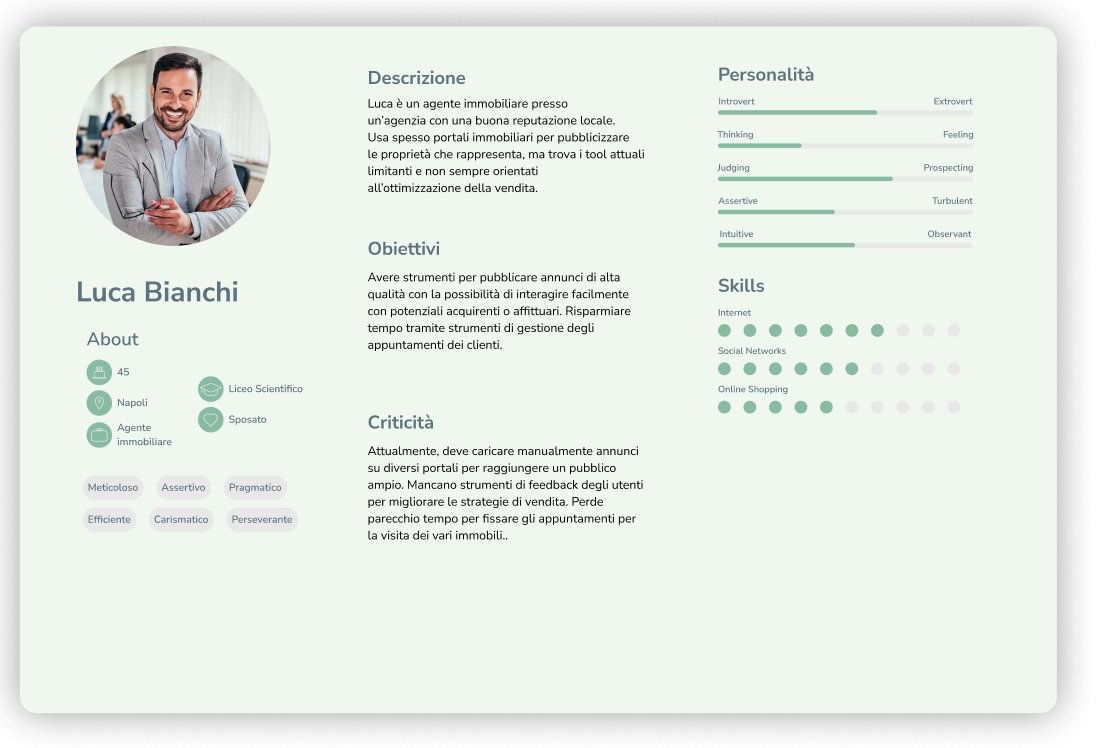 Luca Bianchi
About
45
Napoli
Agente
immobiliare
Liceo Scientifico
Sposato
Meticoloso
Assertivo
Pragmatico
Efficiente
Carismatico
Perseverante
Descrizione
Luca è un agente immobiliare presso
un’agenzia con una buona reputazione locale.
Usa spesso portali immobiliari per pubblicizzare
le proprietà che rappresenta, ma trova i tool attuali
limitanti e non sempre orientati
all’ottimizzazione della vendita.
Obiettivi
Avere strumenti per pubblicare annunci di alta
qualità con la possibilità di interagire facilmente
con potenziali acquirenti o affittuari. Risparmiare
tempo tramite strumenti di gestione degli
appuntamenti dei clienti.
Criticità
Attualmente, deve caricare manualmente annunci
su diversi portali per raggiungere un pubblico
ampio. Mancano strumenti di feedback degli utenti
per migliorare le strategie di vendita. Perde
parecchio tempo per fissare gli appuntamenti per
la visita dei vari immobili..
Personalità
Introvert Extrovert
Thinking Feeling
Judging Prospecting
Assertive Turbulent
Intuitive Observant
Skills
Internet
Social Networks
Online Shopping